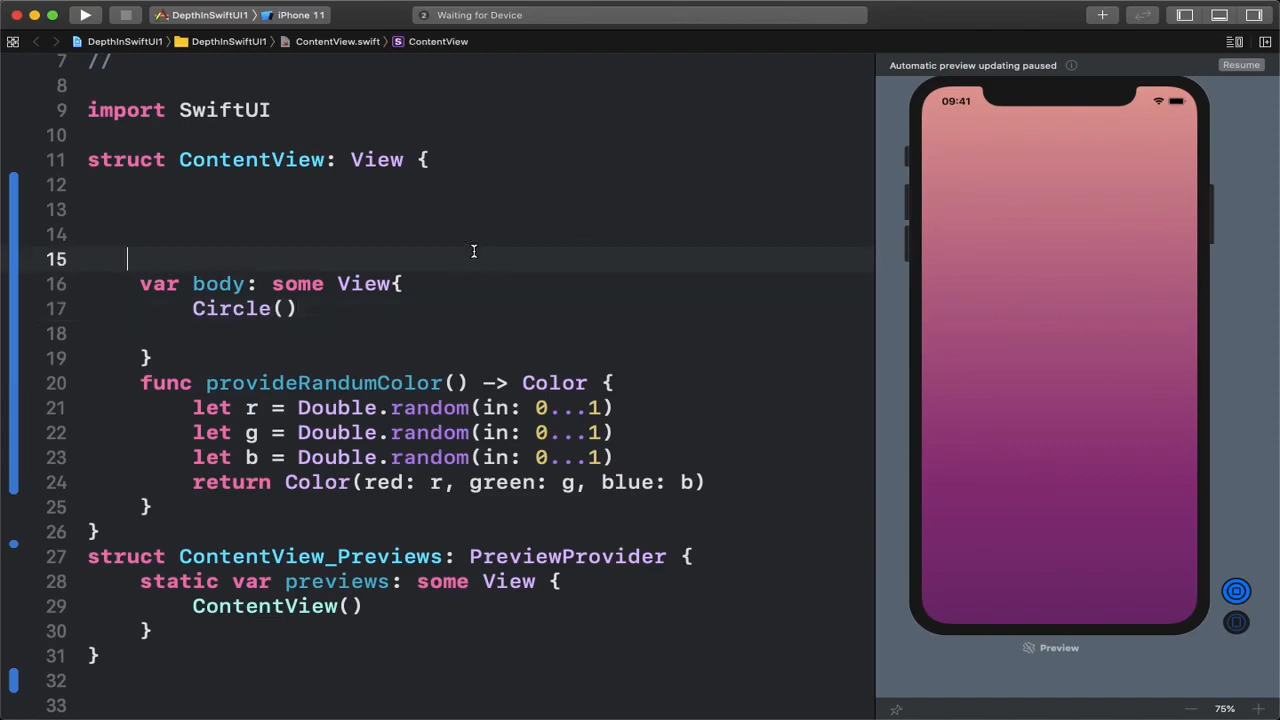 DepthInSwiftUI1 〉 iPhone 11
2 Waiting for Device
DepthInSwiftUI1 〉 DepthInSwiftUI1 〉 ContentView.swift 〉 S ContentView
7 //
8
9 import SwiftUI
10
11 struct ContentView: View {
12
13
14
15
16 var body: some View{
17 Circle()
18
19 }
20 func provideRandumColor() -> Color {
21 let r = Double.random(in: 0...1)
22 let g = Double.random(in: 0...1)
23 let b = Double.random(in: 0...1)
24 return Color(red: r, green: g, blue: b)
25 }
26 }
27 struct ContentView_Previews: PreviewProvider {
28 static var previews: some View {
29 ContentView()
30 }
31 }
32
33
Automatic preview updating paused
Resume
09:41
Preview
75%